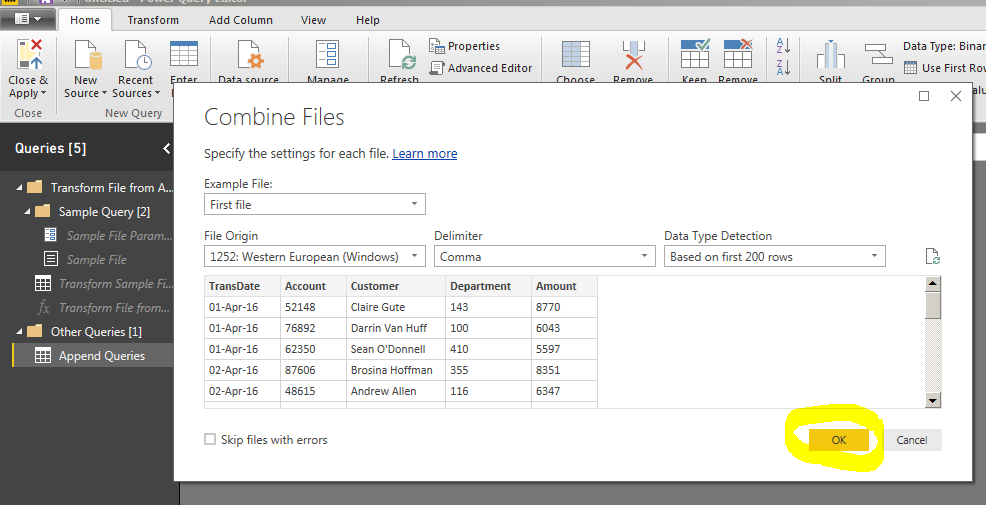 Untitled - Power Query Editor
Home Transform Add Column View Help
Close & Apply
New Source
Recent Sources
Enter
Data source
Manage
Refresh
Properties
Advanced Editor
Choose
Remove
Keep
Remove
Split
Group
Data Type: Binar
Use First Row
Close
New Query
Queries [5]
Transform File from A...
Sample Query [2]
Sample File Param...
Sample File
Transform Sample Fi...
fx Transform File from...
Other Queries [1]
Append Queries
Combine Files
Specify the settings for each file. Learn more
Example File:
First file
File Origin Delimiter Data Type Detection
1252: Western European (Windows) Comma Based on first 200 rows
TransDate Account Customer Department Amount
01-Apr-16 52148 Claire Gute 143 8770
01-Apr-16 76892 Darrin Van Huff 100 6043
01-Apr-16 62350 Sean O'Donnell 410 5597
02-Apr-16 87606 Brosina Hoffman 355 8351
02-Apr-16 48615 Andrew Allen 116 6347
Skip files with errors
OK Cancel